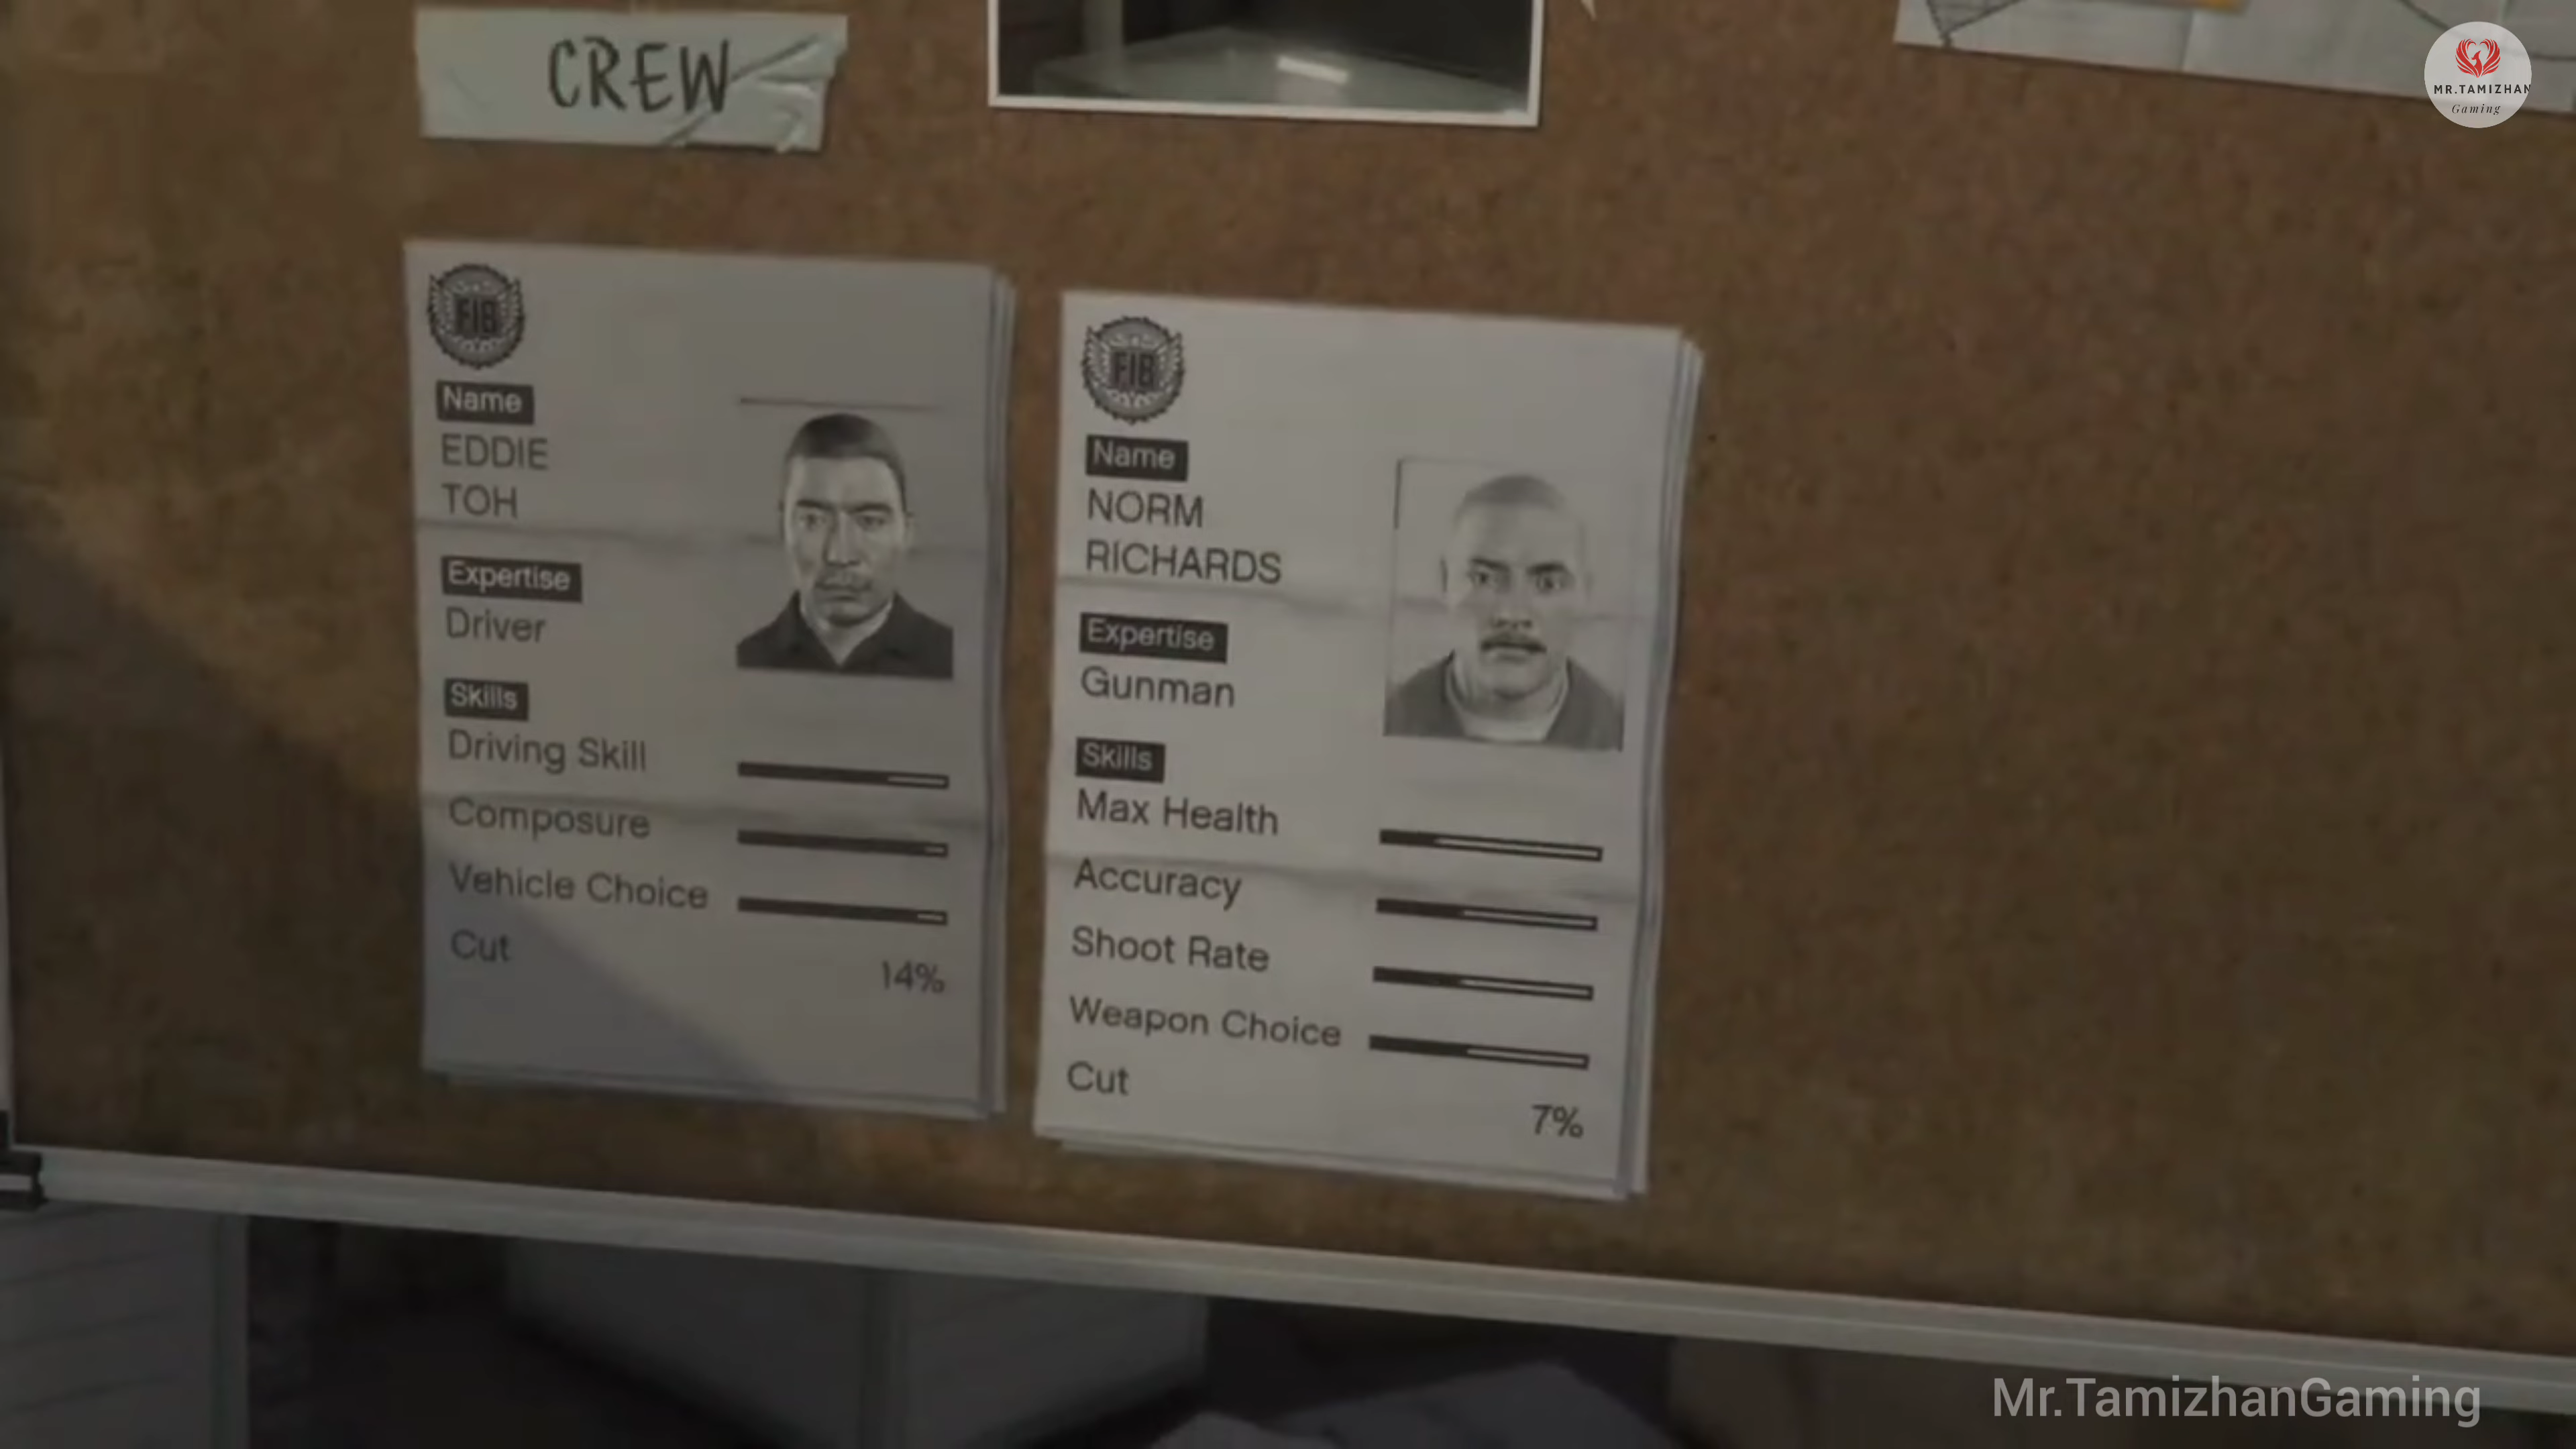 CREW
MR.TAMIZHAN
Gaming
FIB
Name
EDDIE
TOH
Expertise
Driver
Skills
Driving Skill
Composure
Vehicle Choice
Cut
14%
FIB
Name
NORM
RICHARDS
Expertise
Gunman
Skills
Max Health
Accuracy
Shoot Rate
Weapon Choice
Cut
7%
Mr.TamizhanGaming